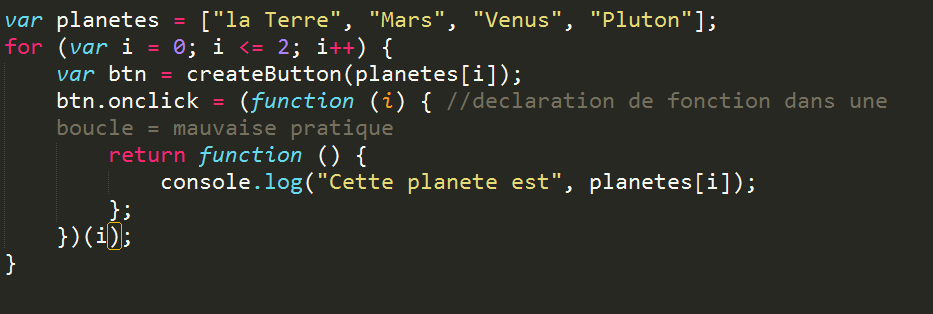 var planetes = ["la Terre", "Mars", "Venus", "Pluton"];
for (var i = 0; i <= 2; i++) {
    var btn = createButton(planetes[i]);
    btn.onclick = (function (i) { //declaration de fonction dans une
    boucle = mauvaise pratique
        return function () {
            console.log("Cette planete est", planetes[i]);
        };
    })(i);
}